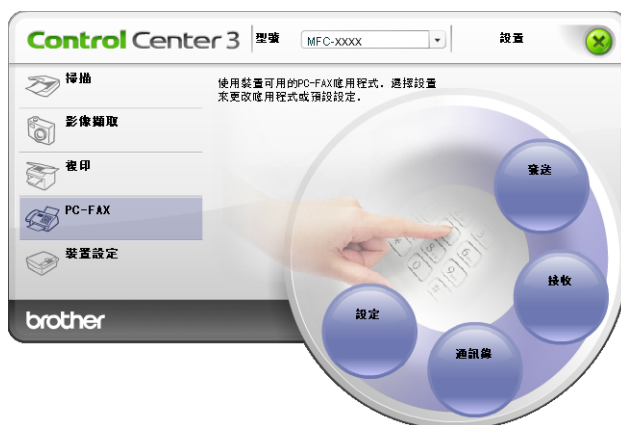 Control Center 3
型號
MFC-XXXX
設置
掃描
影像擷取
複印
PC-FAX
裝置設定
使用裝置可用的PC-FAX應用程式. 選擇設置
來更改應用程式或預設設定.
發送
接收
通訊錄
設定
brother